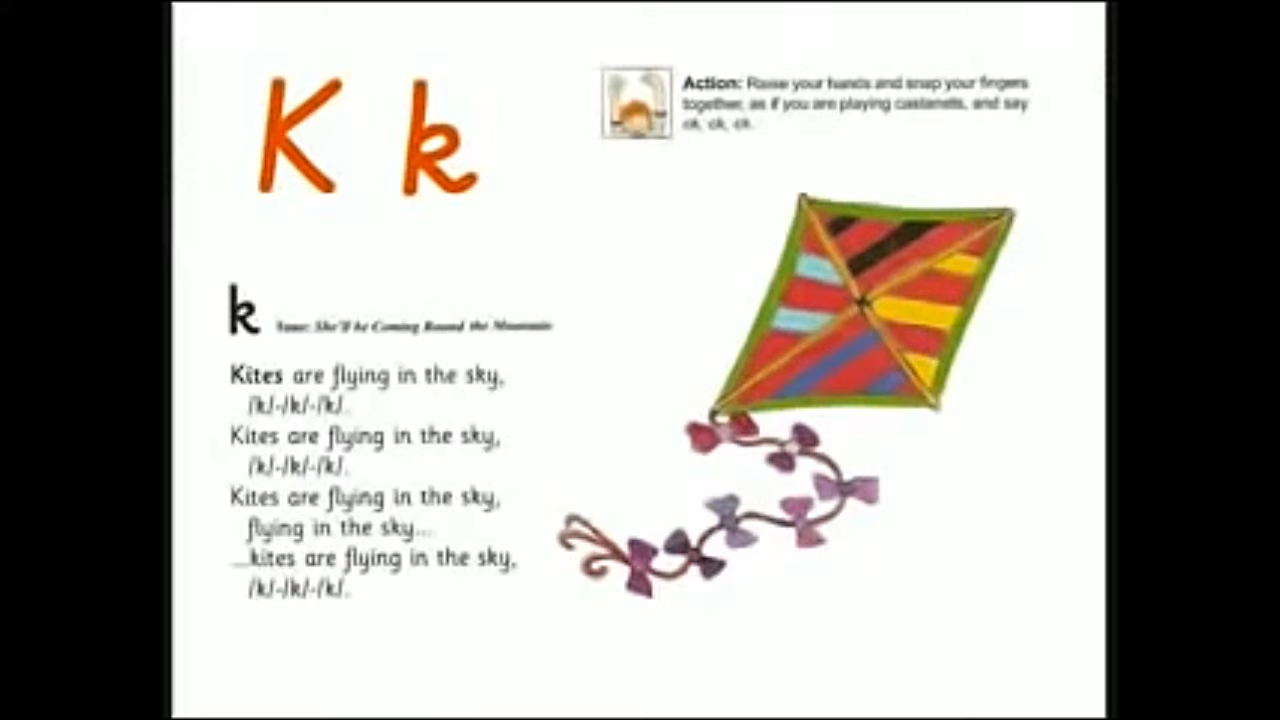 K k
Action: Raise your hands and snap your fingers
together, as if you are playing castanets, and say
ck, ck, ck.
k Tune: She'll be Coming Round the Mountain
Kites are flying in the sky,
/k/-/k/-/k/.
Kites are flying in the sky,
/k/-/k/-/k/.
Kites are flying in the sky,
flying in the sky...
...kites are flying in the sky,
/k/-/k/-/k/.